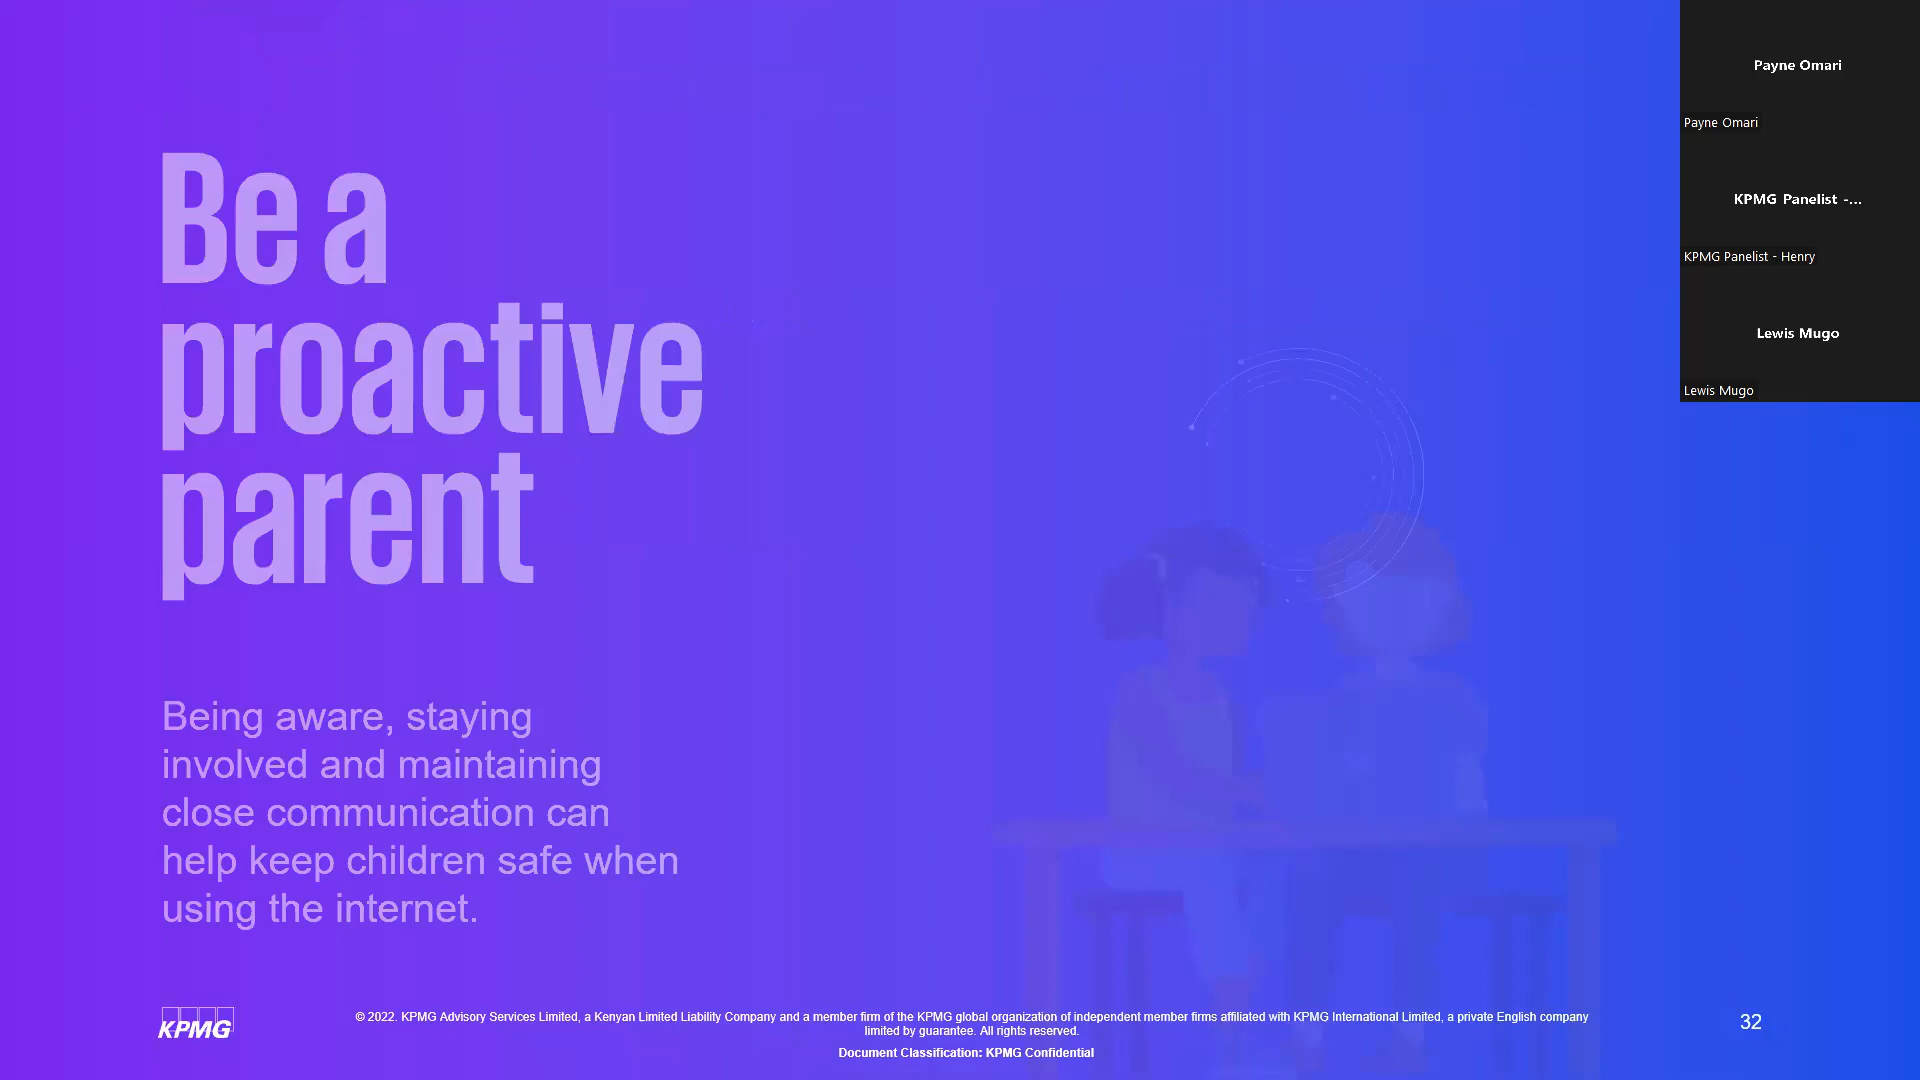 Be a
proactive
parent
Being aware, staying
involved and maintaining
close communication can
help keep children safe when
using the internet.
KPMG
© 2022. KPMG Advisory Services Limited, a Kenyan Limited Liability Company and a member firm of the KPMG global organization of independent member firms affiliated with KPMG International Limited, a private English company
limited by guarantee. All rights reserved.
Document Classification: KPMG Confidential
32
Payne Omari
Payne Omari
KPMG Panelist -...
KPMG Panelist - Henry
Lewis Mugo
Lewis Mugo